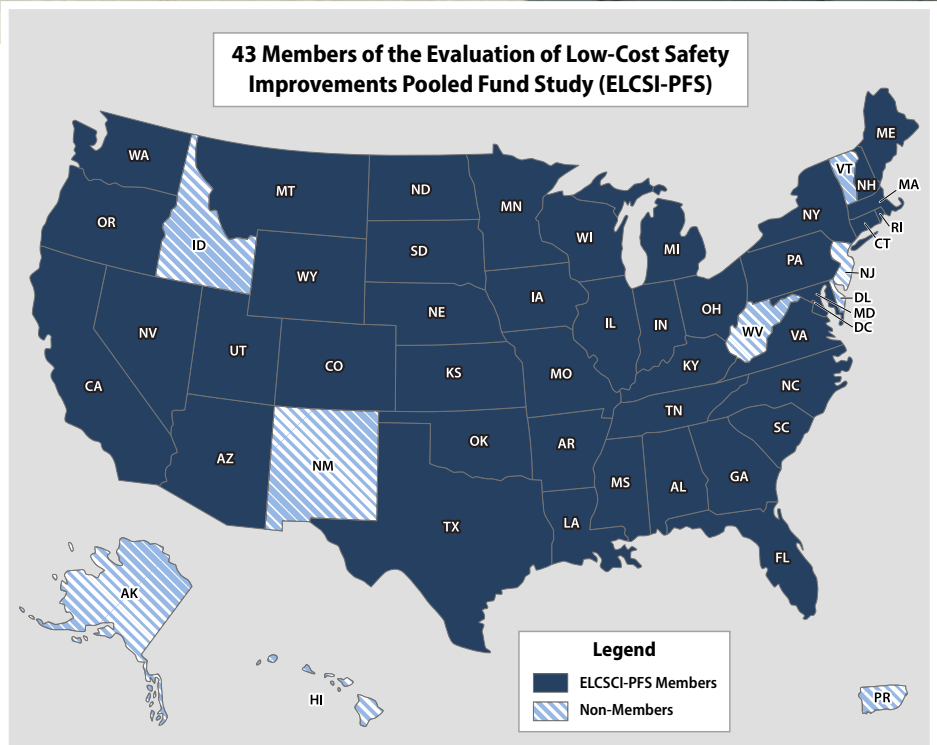 43 Members of the Evaluation of Low-Cost Safety
Improvements Pooled Fund Study (ELCSI-PFS)
WA
MT
ND
MN
ME
VT
NH
MA
OR
ID
SD
WI
MI
NY
RI
CT
WY
PA
NJ
NE
IA
IL
IN
OH
DL
MD
DC
NV
UT
CO
KS
MO
KY
WV
VA
CA
NC
TN
SC
AZ
NM
OK
AR
MS
AL
GA
TX
LA
FL
AK
HI
PR
Legend
ELCSCI-PFS Members
Non-Members